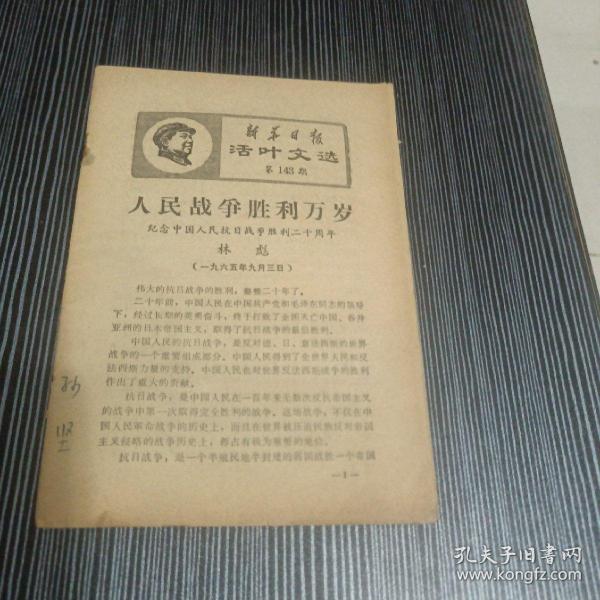 新华日报
活叶文选
第143期
人民战争胜利万岁
纪念中国人民抗日战争胜利二十周年
林彪
（一九六五年九月三日）
伟大的抗日战争的胜利，整整二十年了。
二十年前，中国人民在中国共产党和毛泽东同志的领导
下，经过长期的英勇奋斗，终于打败了企图灭亡中国、吞并
亚洲的日本帝国主义，取得了抗日战争的最后胜利。
中国人民的抗日战争，是反对德、日、意法西斯的世界
战争的一个重要组成部分。中国人民得到了全世界人民和反
法西斯力量的支持。中国人民也对世界反法西斯战争的胜利
作出了重大的贡献。
抗日战争，是中国人民在一百年来无数次反抗帝国主义
的战争中第一次取得完全胜利的战争。这场战争，不仅在中
国人民革命战争的历史上，而且在世界被压迫民族反对帝国
主义侵略的战争历史上，都占有极为重要的地位。
抗日战争，是一个半殖民地半封建的弱国战胜一个帝国
—1—
孙
坚
孔夫子旧书网
www.kongfz.com